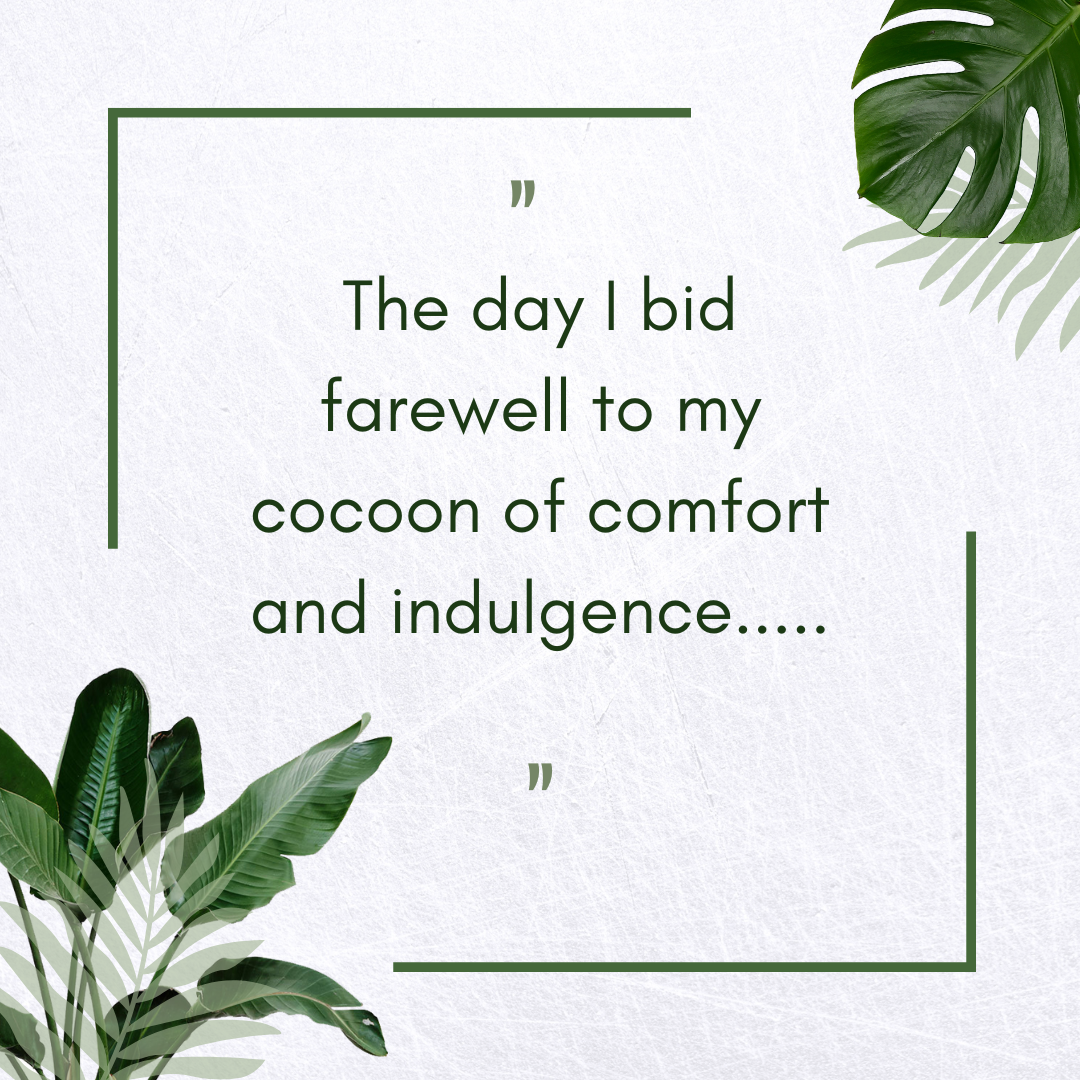 ”
The day I bid
farewell to my
cocoon of comfort
and indulgence.....
”